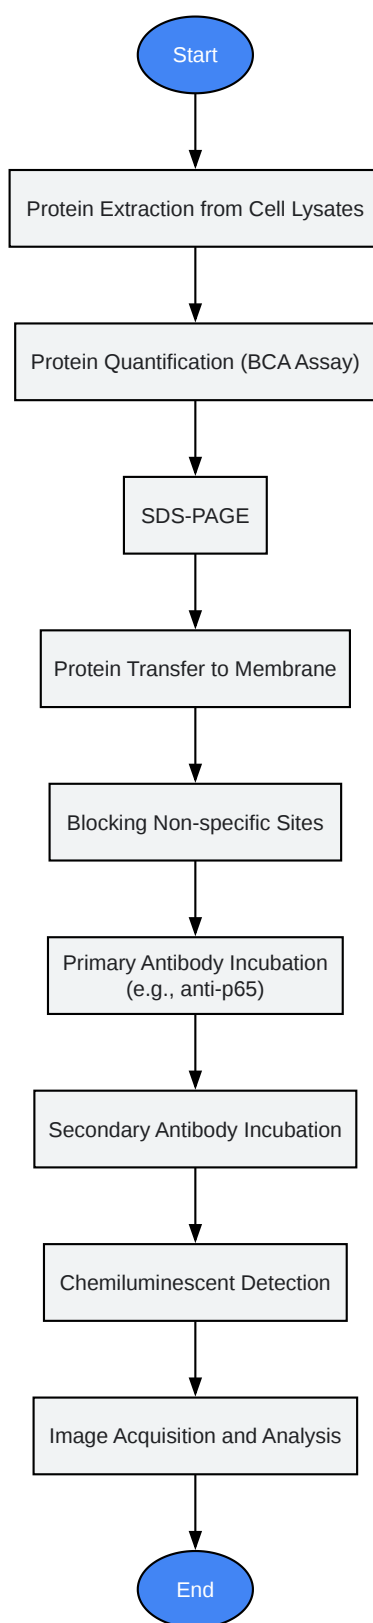 Start
Protein Extraction from Cell Lysates
Protein Quantification (BCA Assay)
SDS-PAGE
Protein Transfer to Membrane
Blocking Non-specific Sites
Primary Antibody Incubation
(e.g., anti-p65)
Secondary Antibody Incubation
Chemiluminescent Detection
Image Acquisition and Analysis
End